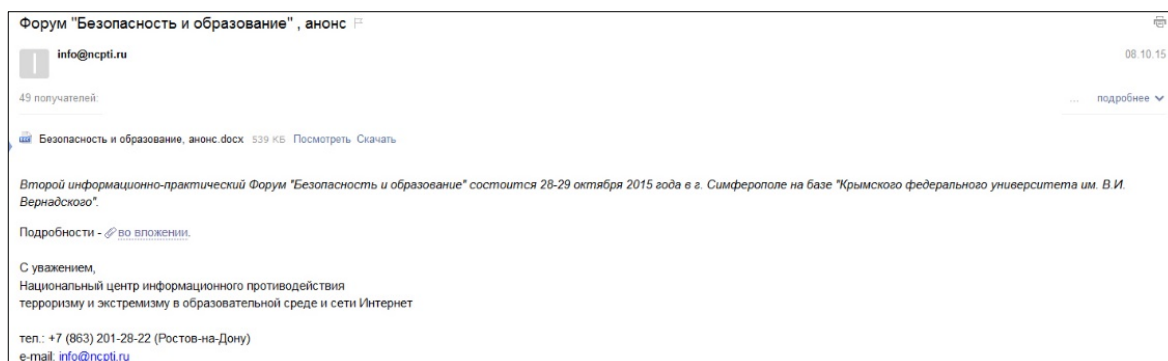 Форум "Безопасность и образование" , анонс
info@ncpti.ru
08.10.15
49 получателей:
... подробнее
Безопасность и образование, анонс.docx 539 КБ Посмотреть Скачать
Второй информационно-практический Форум "Безопасность и образование" состоится 28-29 октября 2015 года в г. Симферополе на базе "Крымского федерального университета им. В.И.
Вернадского".
Подробности - во вложении.
С уважением,
Национальный центр информационного противодействия
терроризму и экстремизму в образовательной среде и сети Интернет
тел.: +7 (863) 201-28-22 (Ростов-на-Дону)
e-mail: info@ncpti.ru